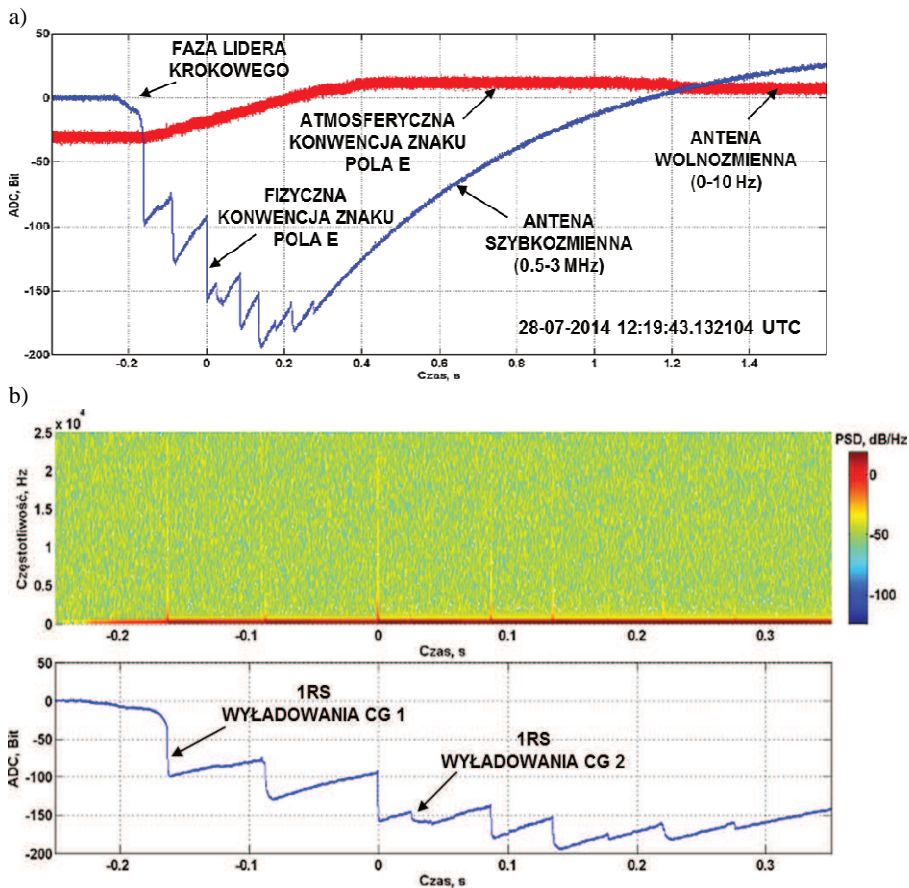 a)
50
0
-50
-100
-150
-200
ADC, Bit
FAZA LIDERA
KROKOWEGO
ATMOSFERYCZNA
KONWENCJA ZNAKU
POLA E
ANTENA
WOLNOZMIENNA
(0-10 Hz)
FIZYCZNA
KONWENCJA ZNAKU
POLA E
ANTENA
SZYBKOZMIENNA
(0.5-3 MHz)
28-07-2014 12:19:43.132104 UTC
-0.2 0 0.2 0.4 0.6 0.8 1 1.2 1.4
Czas, s
b)
x 10⁴
2.5
2
1.5
1
0.5
0
Częstotliwość, Hz
PSD, dB/Hz
0
-50
-100
-0.2 -0.1 0 0.1 0.2 0.3
Czas, s
50
0
-50
-100
-150
-200
ADC, Bit
1RS
WYŁADOWANIA CG 1
1RS
WYŁADOWANIA CG 2
-0.2 -0.1 0 0.1 0.2 0.3
Czas, s